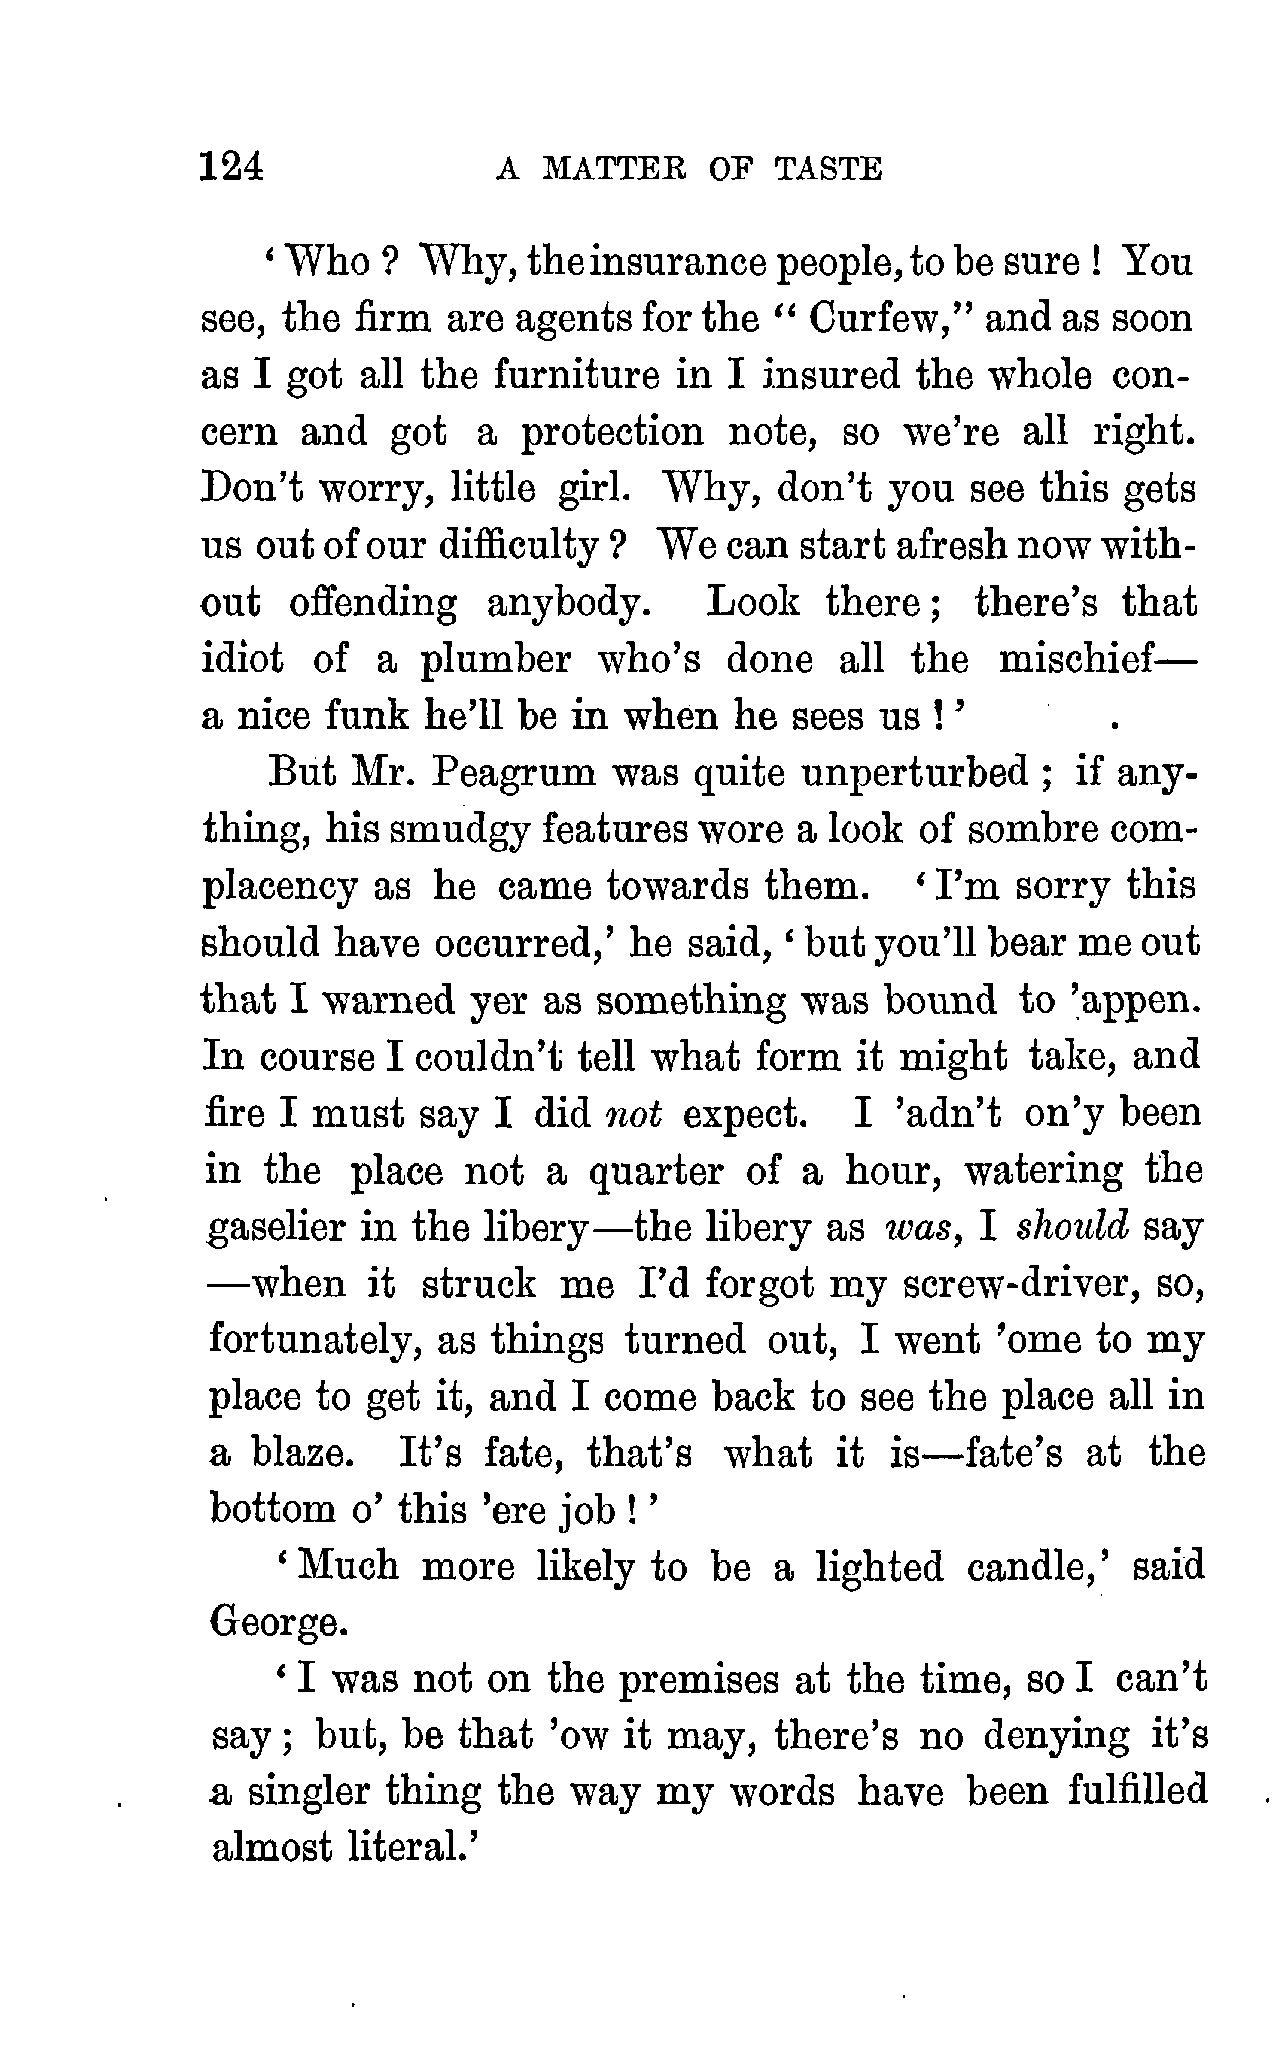 124 A MATTER OF TASTE
‘ Who ? Why, the insurance people, to be sure ! You
see, the firm are agents for the “ Curfew,” and as soon
as I got all the furniture in I insured the whole con-
cern and got a protection note, so we’re all right.
Don’t worry, little girl. Why, don’t you see this gets
us out of our difficulty ? We can start afresh now with-
out offending anybody. Look there ; there’s that
idiot of a plumber who’s done all the mischief—
a nice funk he’ll be in when he sees us ! ’
But Mr. Peagrum was quite unperturbed ; if any-
thing, his smudgy features wore a look of sombre com-
placency as he came towards them. ‘ I’m sorry this
should have occurred,’ he said, ‘ but you’ll bear me out
that I warned yer as something was bound to ’appen.
In course I couldn’t tell what form it might take, and
fire I must say I did not expect. I ’adn’t on’y been
in the place not a quarter of a hour, watering the
gaselier in the libery—the libery as was, I should say
—when it struck me I’d forgot my screw-driver, so,
fortunately, as things turned out, I went ’ome to my
place to get it, and I come back to see the place all in
a blaze. It’s fate, that’s what it is—fate’s at the
bottom o’ this ’ere job ! ’
‘ Much more likely to be a lighted candle,’ said
George.
‘ I was not on the premises at the time, so I can’t
say ; but, be that ’ow it may, there’s no denying it’s
a singler thing the way my words have been fulfilled
almost literal.’